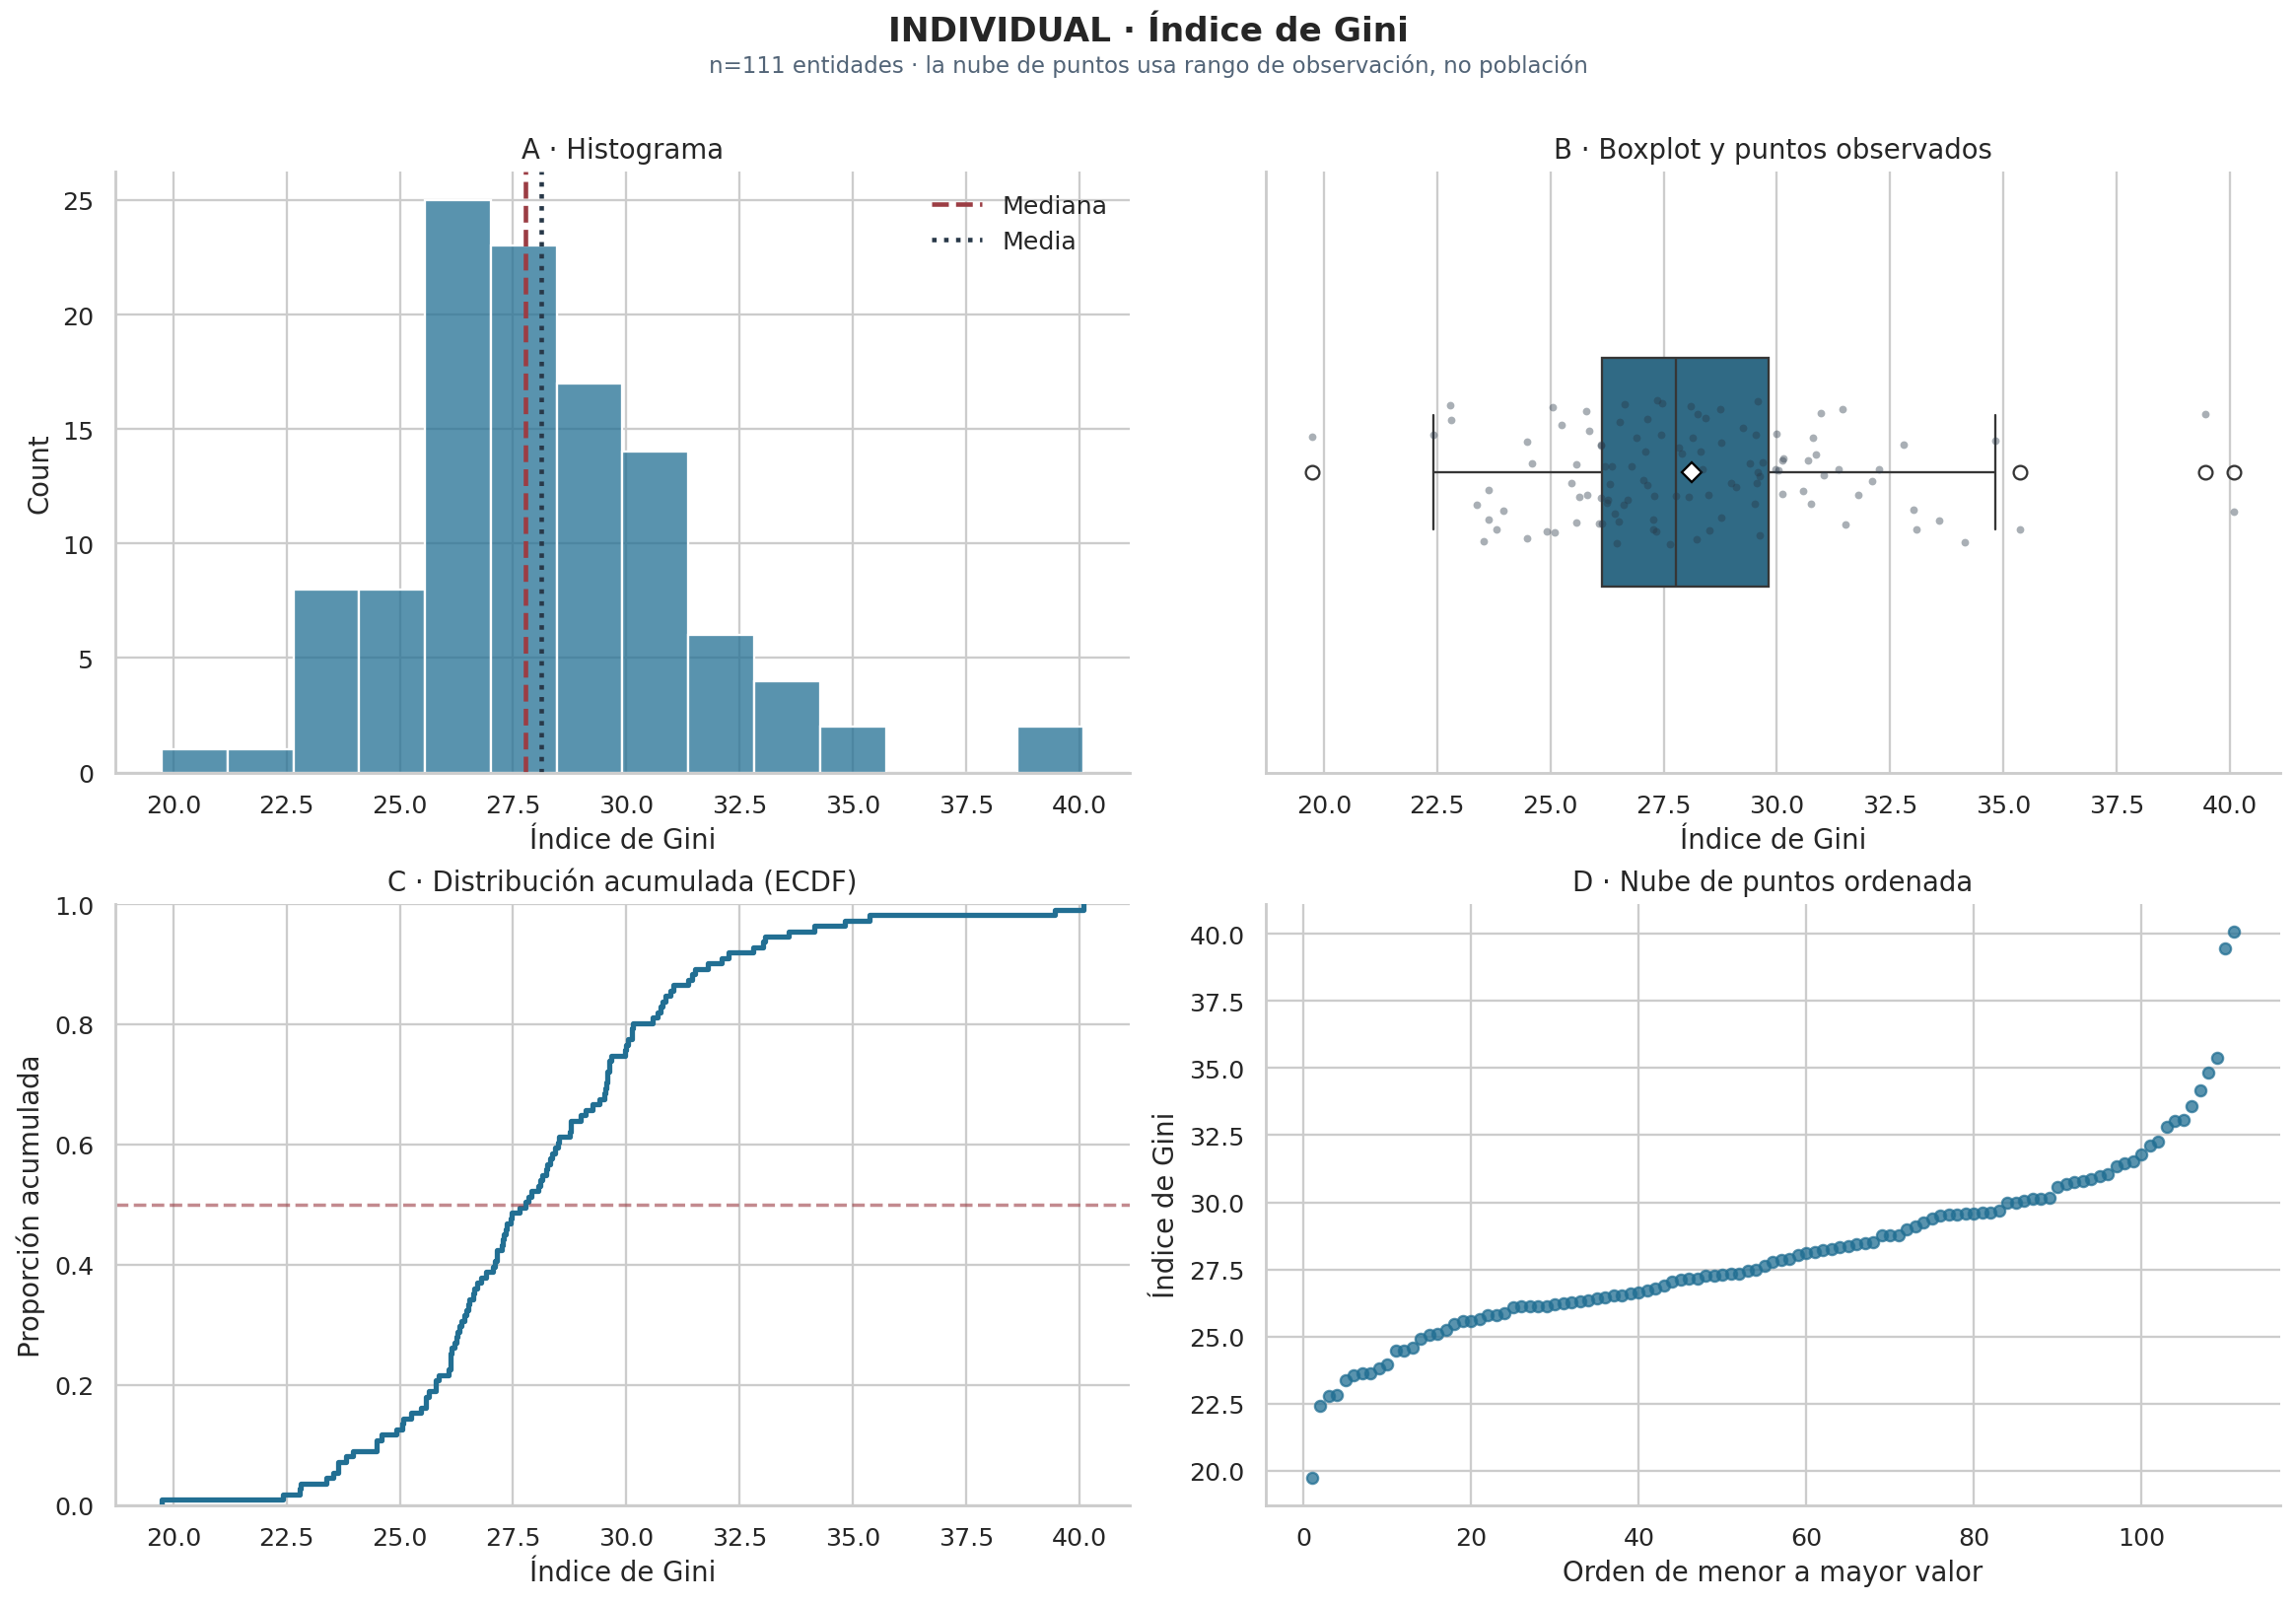 INDIVIDUAL · Índice de Gini
n=111 entidades · la nube de puntos usa rango de observación, no población
A · Histograma
Count
25
20
15
10
5
0
Mediana
Media
20.0 22.5 25.0 27.5 30.0 32.5 35.0 37.5 40.0
Índice de Gini
B · Boxplot y puntos observados
20.0 22.5 25.0 27.5 30.0 32.5 35.0 37.5 40.0
Índice de Gini
C · Distribución acumulada (ECDF)
Proporción acumulada
1.0
0.8
0.6
0.4
0.2
0.0
20.0 22.5 25.0 27.5 30.0 32.5 35.0 37.5 40.0
Índice de Gini
D · Nube de puntos ordenada
Índice de Gini
40.0
37.5
35.0
32.5
30.0
27.5
25.0
22.5
20.0
0 20 40 60 80 100
Orden de menor a mayor valor